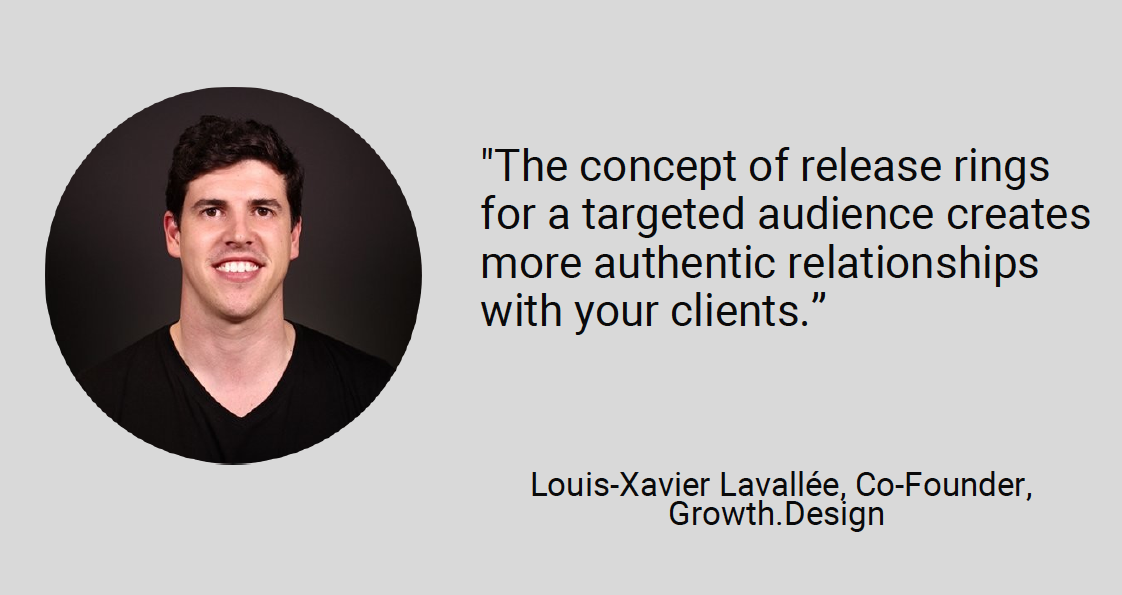 "The concept of release rings
for a targeted audience creates
more authentic relationships
with your clients.”
Louis-Xavier Lavallée, Co-Founder,
Growth.Design